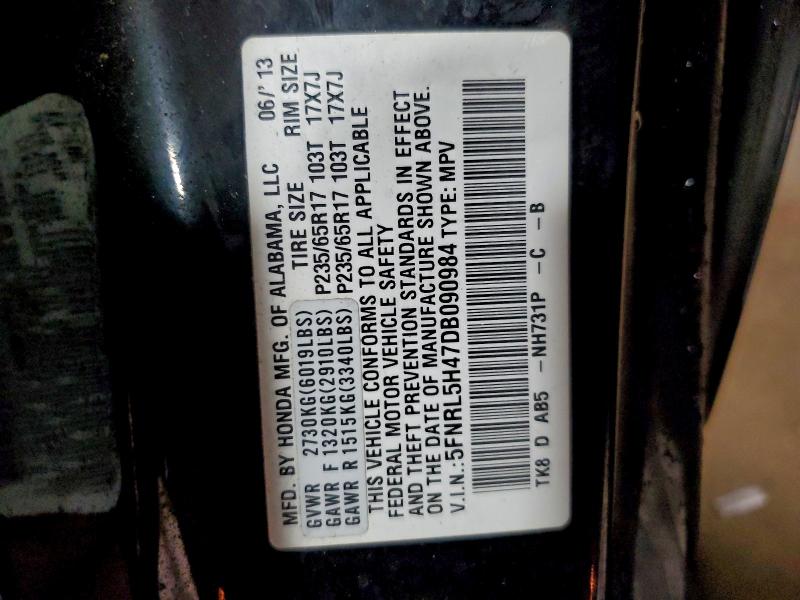 MFD. BY HONDA MFG. OF ALABAMA, LLC 06/'13
TIRE SIZE RIM SIZE
GVWR 2730KG(6019LBS)
GAWR F 1320KG(2910LBS) P235/65R17 103T 17X7J
GAWR R 1515KG(3340LBS) P235/65R17 103T 17X7J
THIS VEHICLE CONFORMS TO ALL APPLICABLE
FEDERAL MOTOR VEHICLE SAFETY
AND THEFT PREVENTION STANDARDS IN EFFECT
ON THE DATE OF MANUFACTURE SHOWN ABOVE.
V.I.N.:5FNRL5H47DB090984 TYPE: MPV
TK8 D AB5 -NH731P -C -B